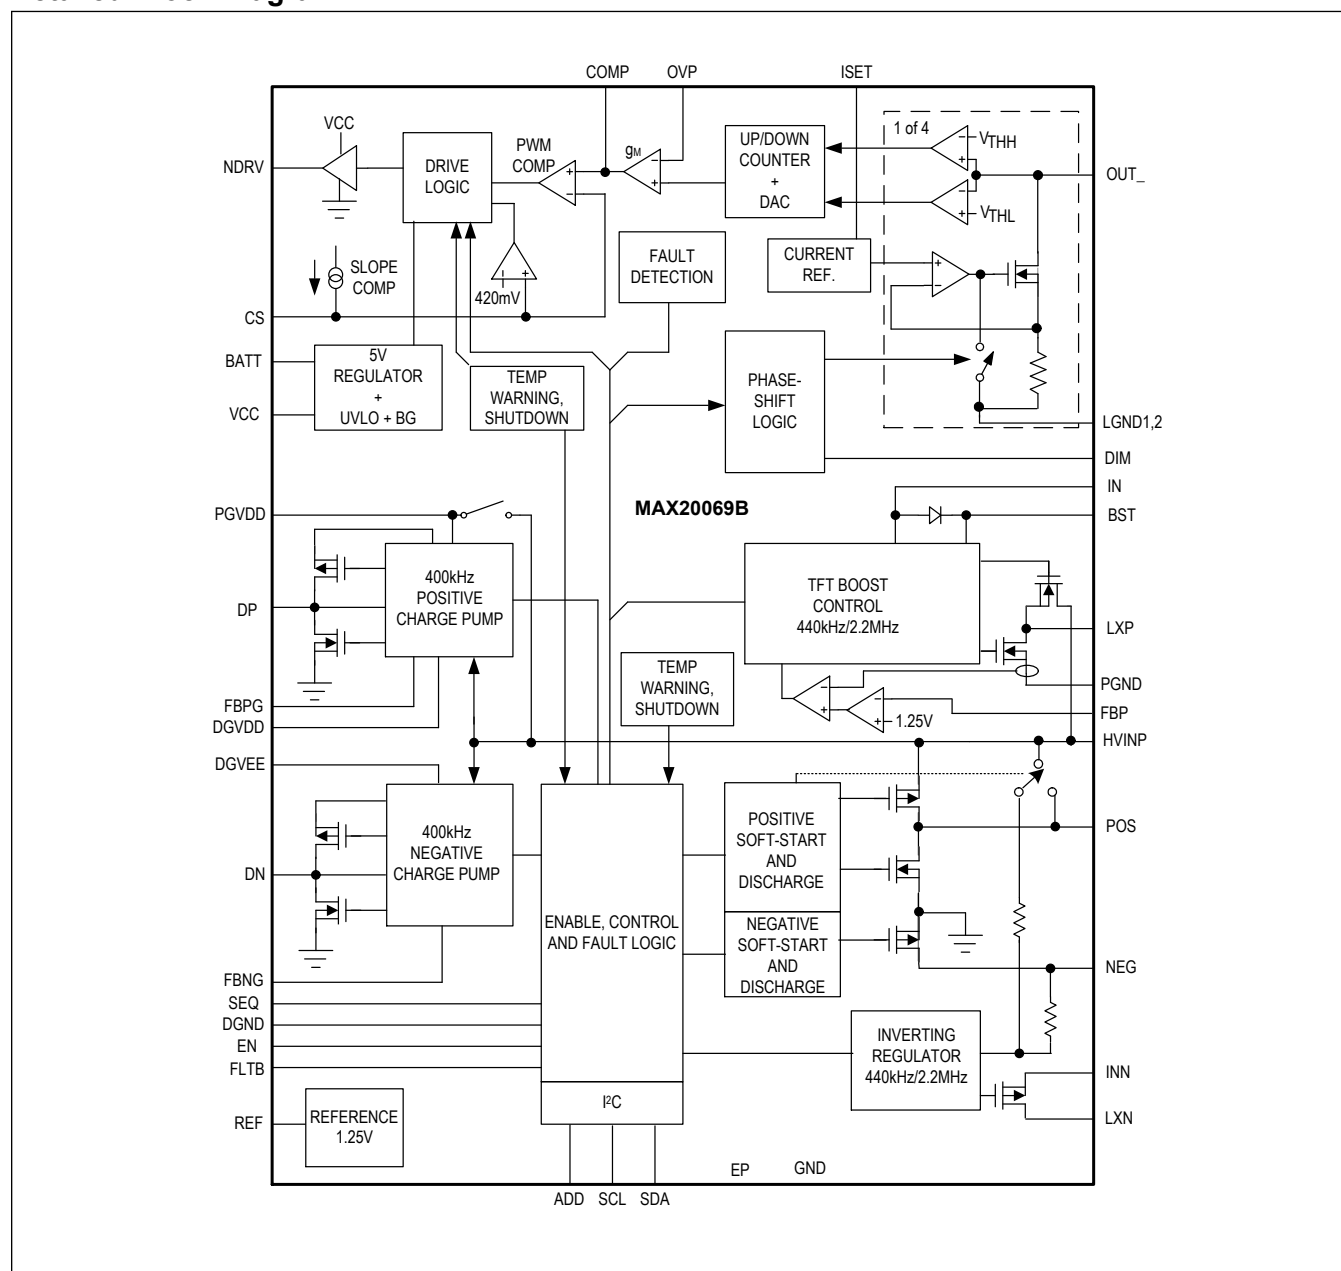 COMP OVP ISET
VCC
NDRV
DRIVE
LOGIC
PWM
COMP
gM
UP/DOWN
COUNTER
+
DAC
1 of 4
VTHH
VTHL
OUT_
SLOPE
COMP
420mV
FAULT
DETECTION
CURRENT
REF.
CS
BATT
VCC
5V
REGULATOR
+
UVLO + BG
TEMP
WARNING,
SHUTDOWN
PHASE-
SHIFT
LOGIC
LGND1,2
DIM
IN
BST
MAX20069B
PGVDD
DP
400kHz
POSITIVE
CHARGE PUMP
TFT BOOST
CONTROL
440kHz/2.2MHz
LXP
PGND
FBP
1.25V
HVINP
TEMP
WARNING,
SHUTDOWN
FBPG
DGVDD
DGVEE
DN
400kHz
NEGATIVE
CHARGE PUMP
ENABLE, CONTROL
AND FAULT LOGIC
POSITIVE
SOFT-START
AND
DISCHARGE
NEGATIVE
SOFT-START
AND
DISCHARGE
POS
NEG
FBNG
SEQ
DGND
EN
FLTB
INVERTING
REGULATOR
440kHz/2.2MHz
INN
LXN
REF
REFERENCE
1.25V
I²C
EP GND
ADD SCL SDA